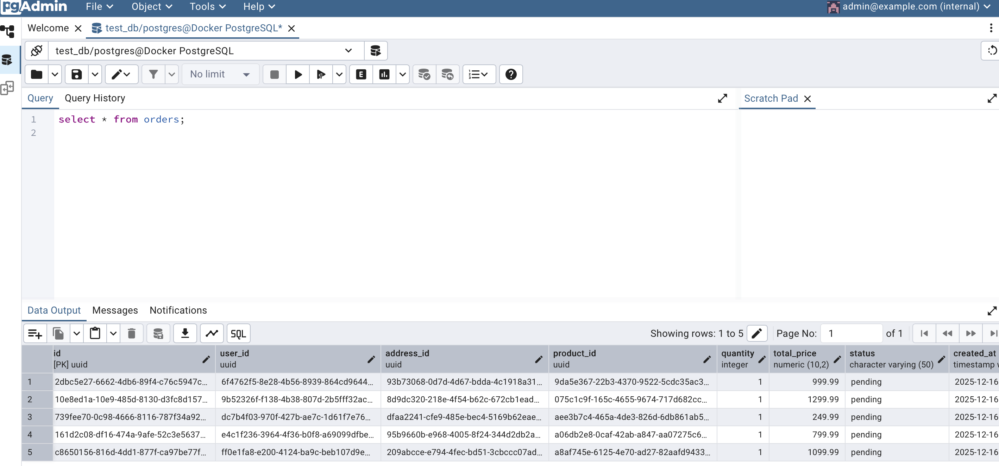 pgAdmin File Object Tools Help admin@example.com (internal)
Welcome test_db/postgres@Docker PostgreSQL*
test_db/postgres@Docker PostgreSQL
No limit E
Query Query History Scratch Pad
1 select * from orders;
2
Data Output Messages Notifications
SQL Showing rows: 1 to 5 Page No: 1 of 1
id user_id address_id product_id quantity total_price status created_at
[PK] uuid uuid uuid uuid integer numeric (10,2) character varying (50) timestamp
1 2dbc5e27-6662-4db6-89f4-c76c5947c... 6f4762f5-8e28-4b56-8939-864cd9644... 93b73068-0d7d-4d67-bdda-4c1918a31... 9da5e367-22b3-4370-9522-5cdc35ac3... 1 999.99 pending 2025-12-16
2 10e8ed1a-10e9-485d-8130-d3fc8d157... 9b52326f-f138-4b38-807d-2b5fff32ac... 8d9dc320-218e-4f54-b62c-672cb1ead... 075c1c9f-165c-4655-9674-717d682cc... 1 1299.99 pending 2025-12-16
3 739fee70-0c98-4666-8116-787f34a92... dc7b4f03-970f-427b-ae7c-1d61f7e76... dfaa2241-cfe9-485e-bec4-5169b62eae... aee3b7c4-465a-4de3-826d-6db861ab5... 1 249.99 pending 2025-12-16
4 161d2c08-df16-474a-9afe-52c3e5637... e4c1f236-3964-4f36-b0f8-a69099dfbe... 95b9660b-e968-4005-8f24-344d2db2a... a06db2e8-0caf-42ab-a847-aa07275c6... 1 799.99 pending 2025-12-16
5 c8650156-816d-4dd1-877f-ca97be77f... ff0e1fa8-e200-4124-ba9c-beb107d9e... 209abcce-e794-4fec-bd51-3cbccc07ad... a8af745e-6125-4e70-ad27-82aafd9433... 1 1099.99 pending 2025-12-16